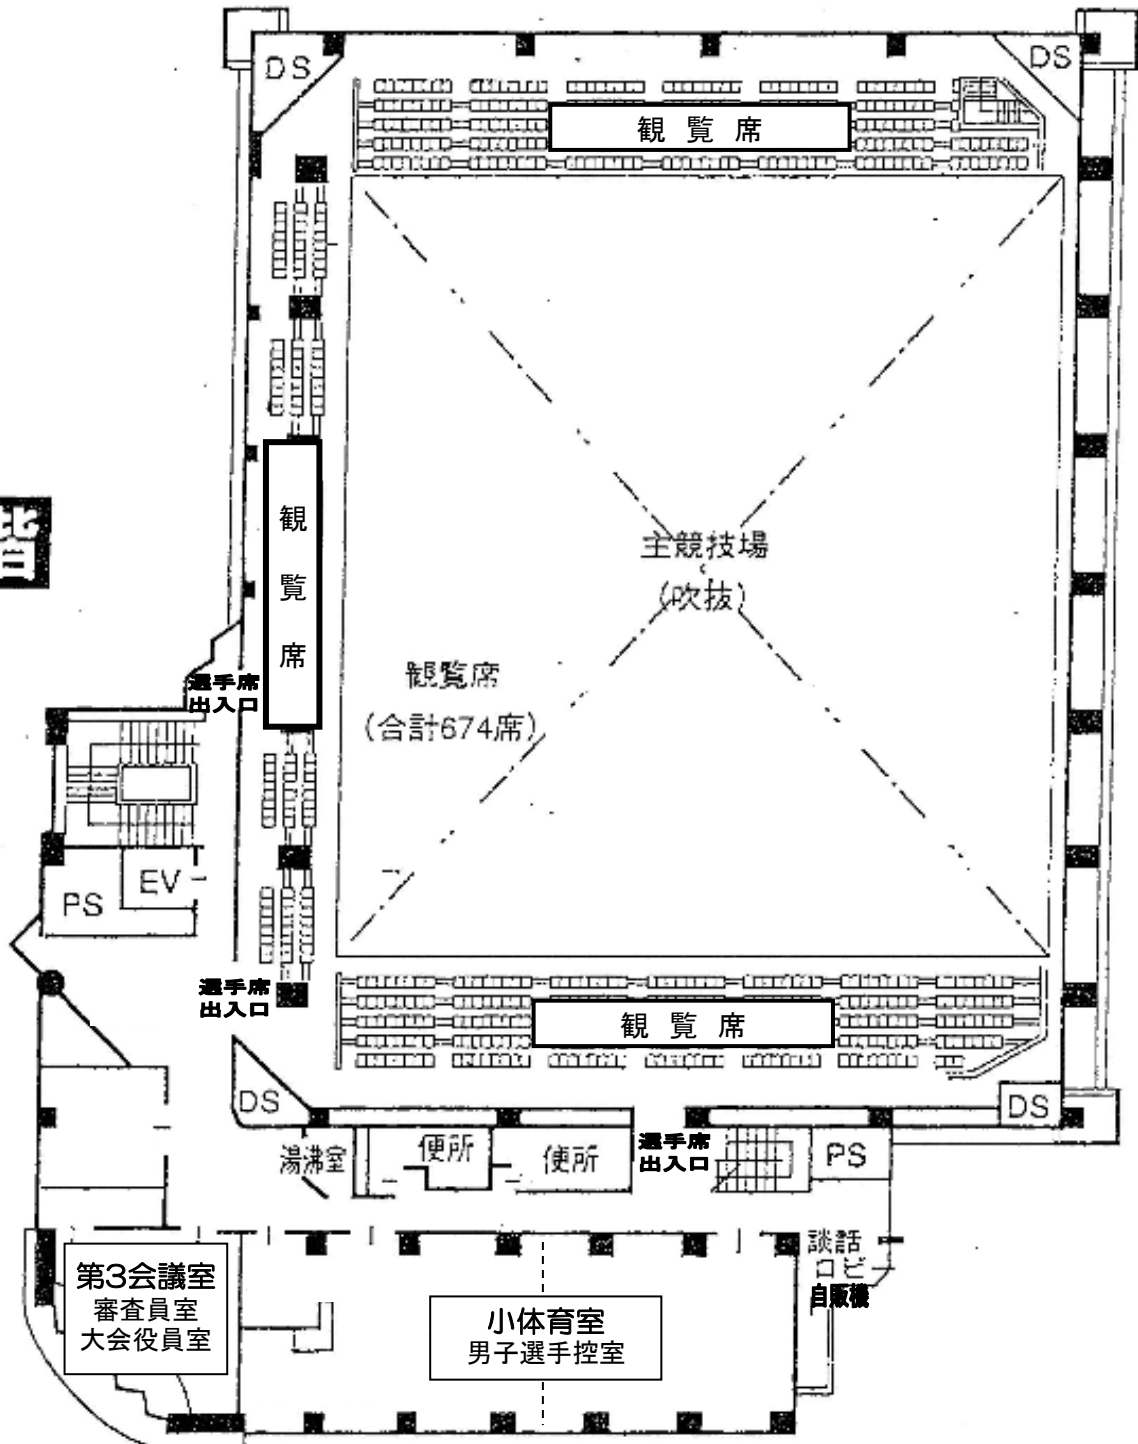 DS
DS
観覧席
階
観覧席
主競技場
(吹抜)
観覧席
(合計674席)
選手席
出入口
EV
PS
選手席
出入口
観覧席
DS
DS
湯沸室
便所
便所
選手席
出入口
PS
談話
ロビー
自販機
第3会議室
審査員室
大会役員室
小体育室
男子選手控室